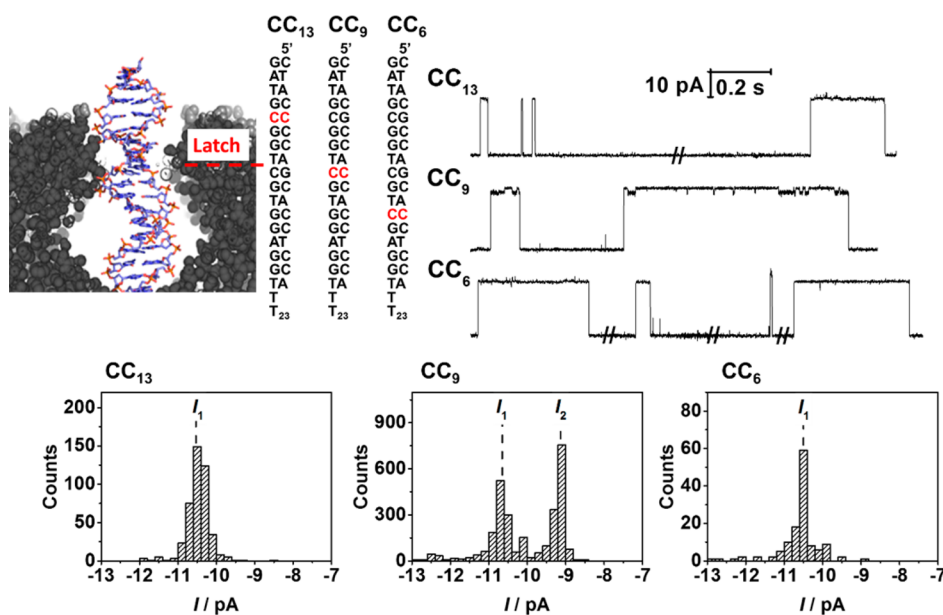 CC₁₃ CC₉ CC₆
5' 5' 5'
GC GC GC
AT AT AT
TA TA TA
GC GC GC
CC CG CG
GC GC GC
GC GC GC
TA TA TA
CG CC CG
GC GC GC
TA TA TA
GC GC CC
GC GC GC
AT AT AT
GC GC GC
GC GC GC
TA TA TA
T T T
T₂₃ T₂₃ T₂₃
Latch
10 pA 0.2 s
CC₁₃
CC₉
CC₆
CC₁₃
I₁
Counts
200
150
100
50
0
-13 -12 -11 -10 -9 -8 -7
I / pA
CC₉
I₁ I₂
Counts
900
600
300
0
-13 -12 -11 -10 -9 -8 -7
I / pA
CC₆
I₁
Counts
80
60
40
20
0
-13 -12 -11 -10 -9 -8 -7
I / pA